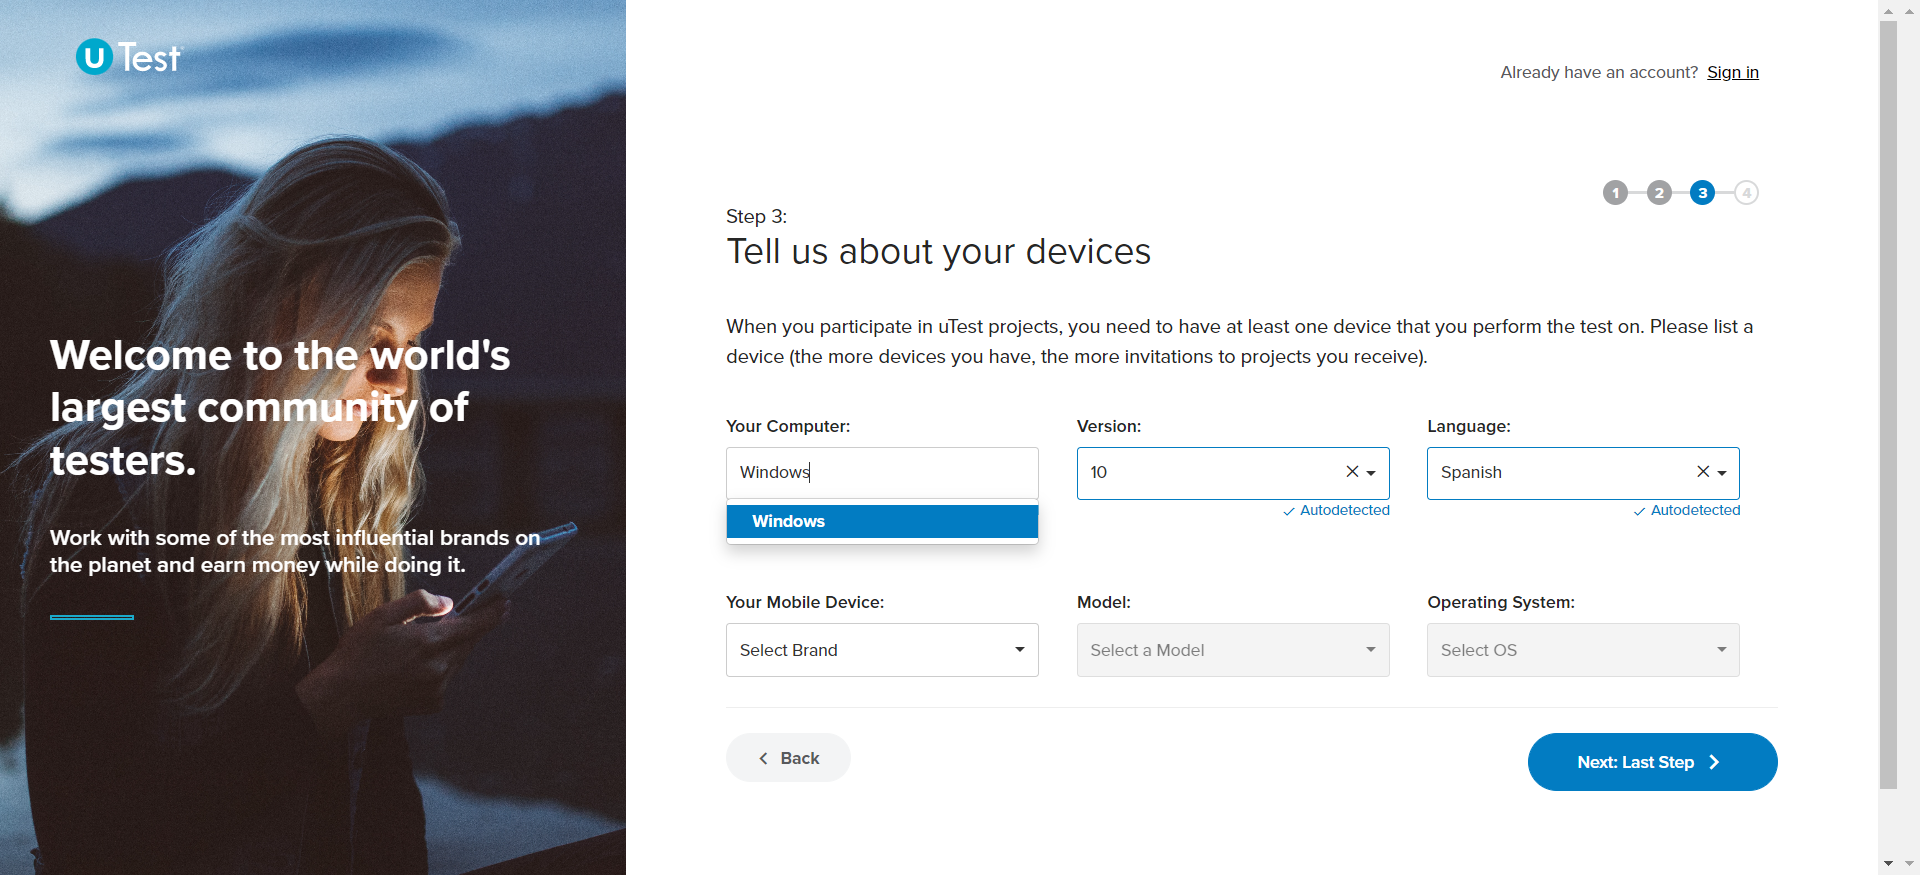 U Test
Welcome to the world's
largest community of
testers.
Work with some of the most influential brands on
the planet and earn money while doing it.
Already have an account? Sign in
1 2 3 4
Step 3:
Tell us about your devices
When you participate in uTest projects, you need to have at least one device that you perform the test on. Please list a
device (the more devices you have, the more invitations to projects you receive).
Your Computer: Version: Language:
Windows 10 Spanish
Autodetected Autodetected
Windows
Your Mobile Device: Model: Operating System:
Select Brand Select a Model Select OS
Back Next: Last Step